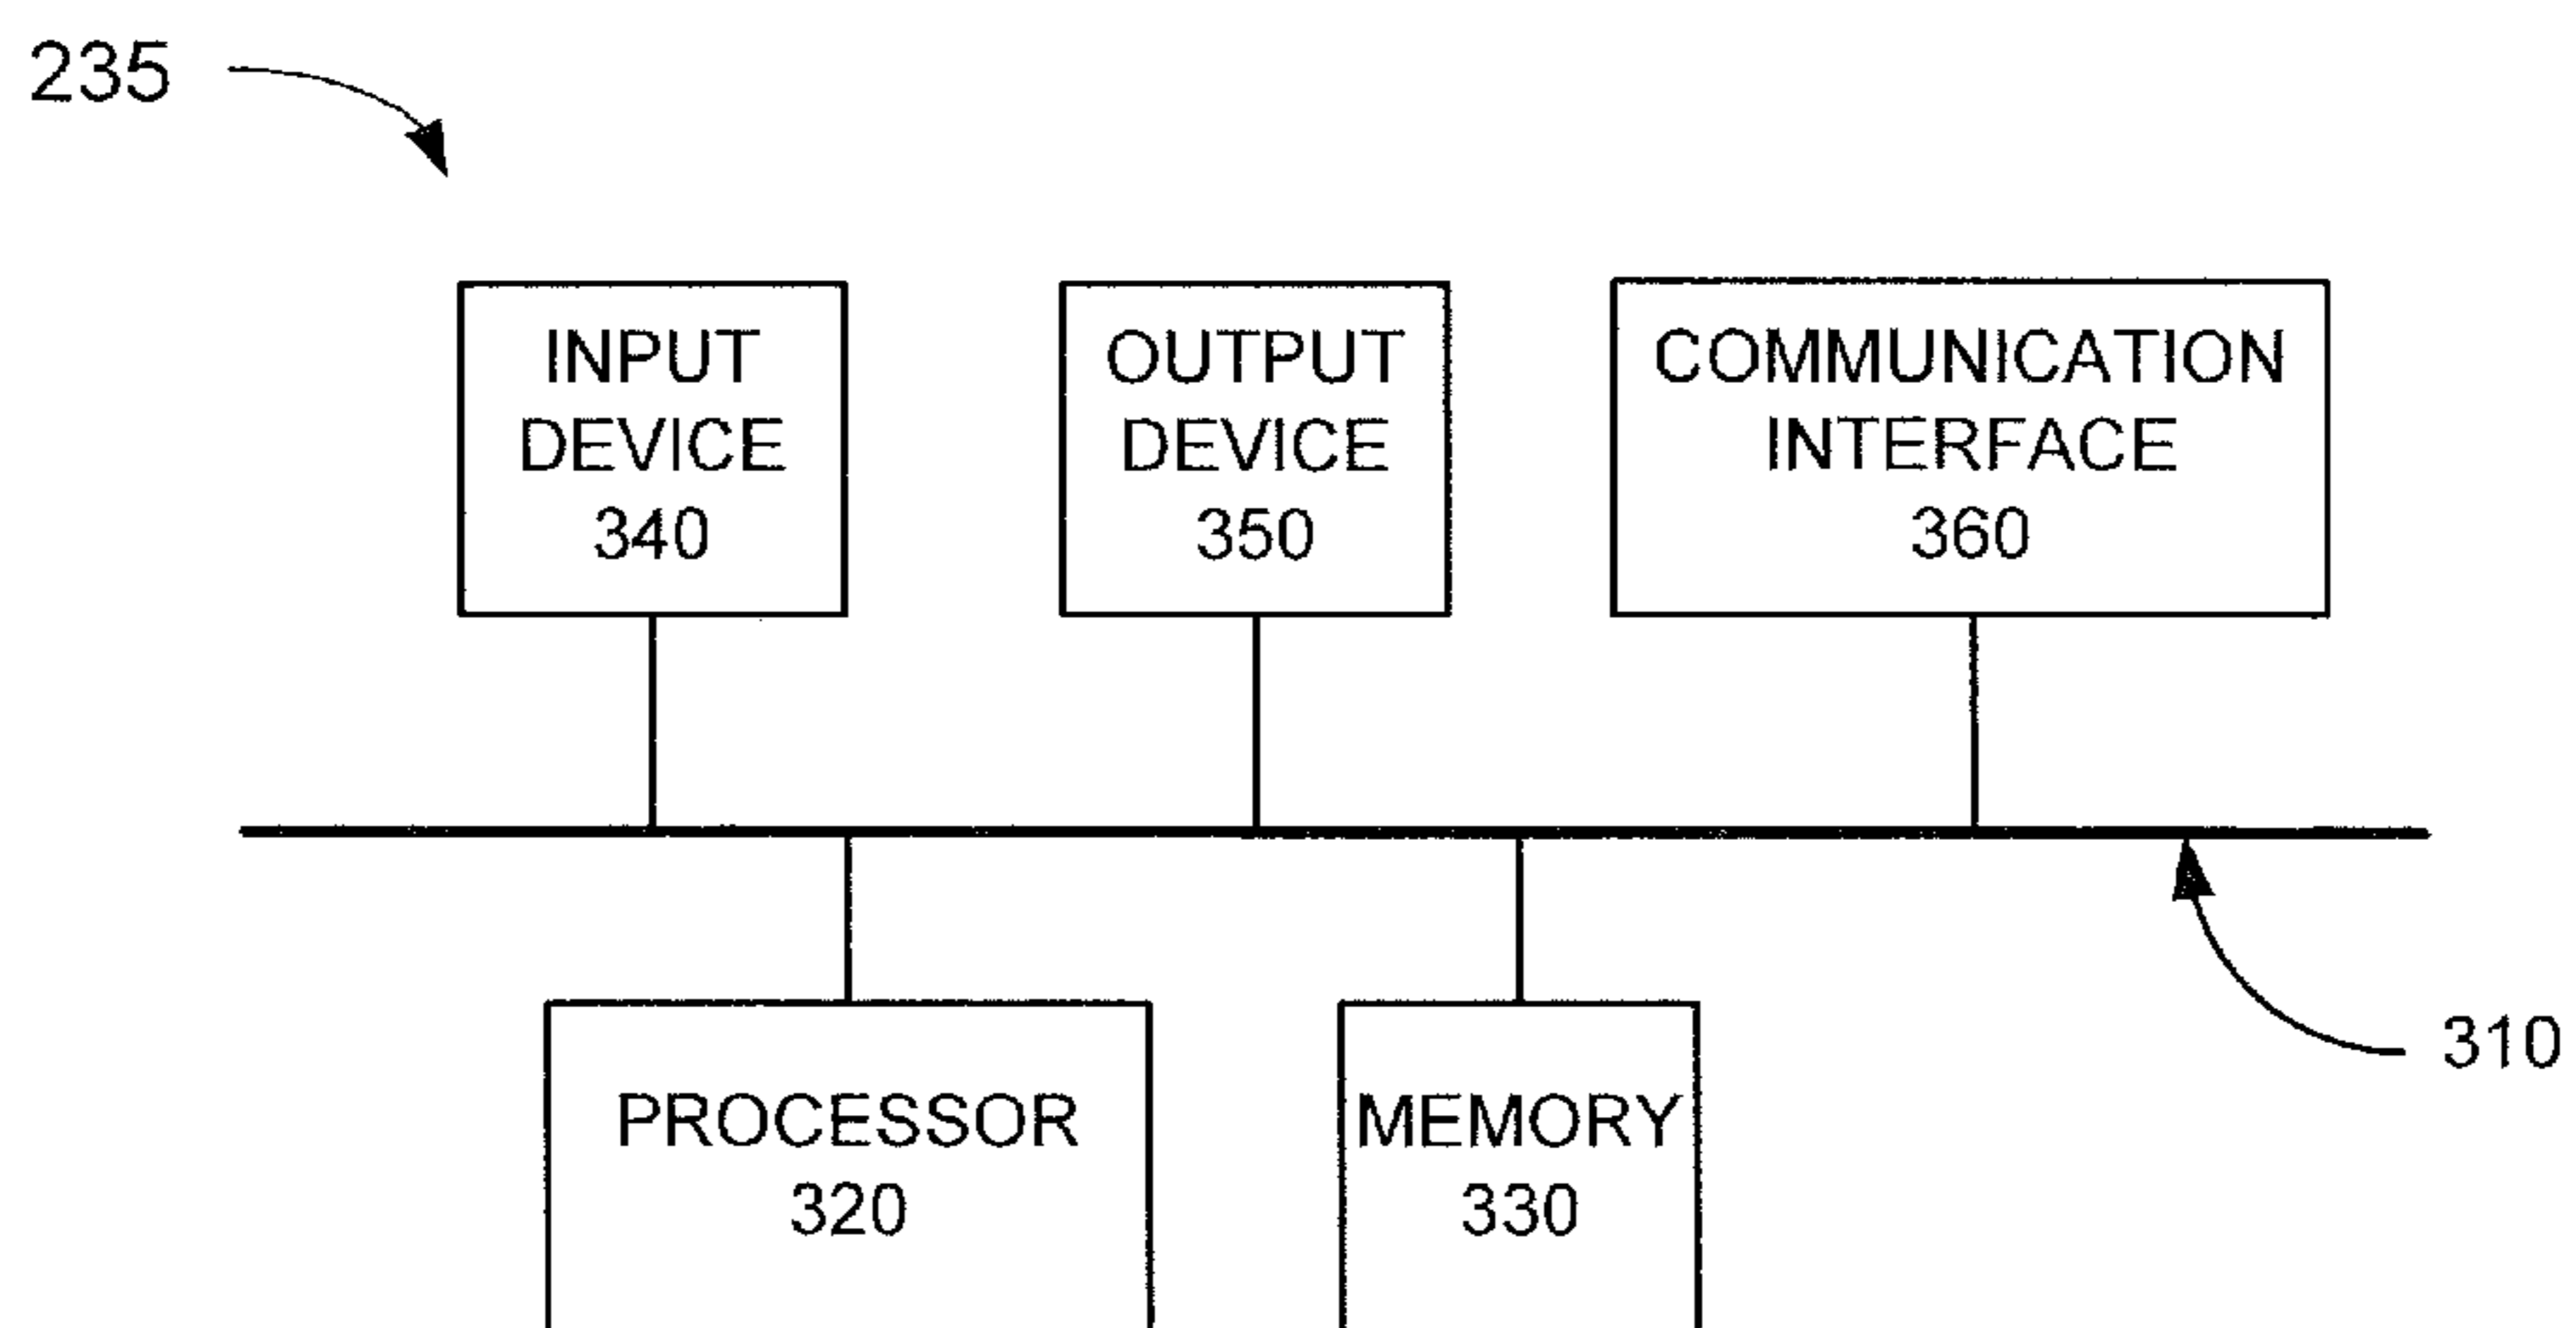 235
INPUT
DEVICE
340
OUTPUT
DEVICE
350
COMMUNICATION
INTERFACE
360
PROCESSOR
320
MEMORY
330
310